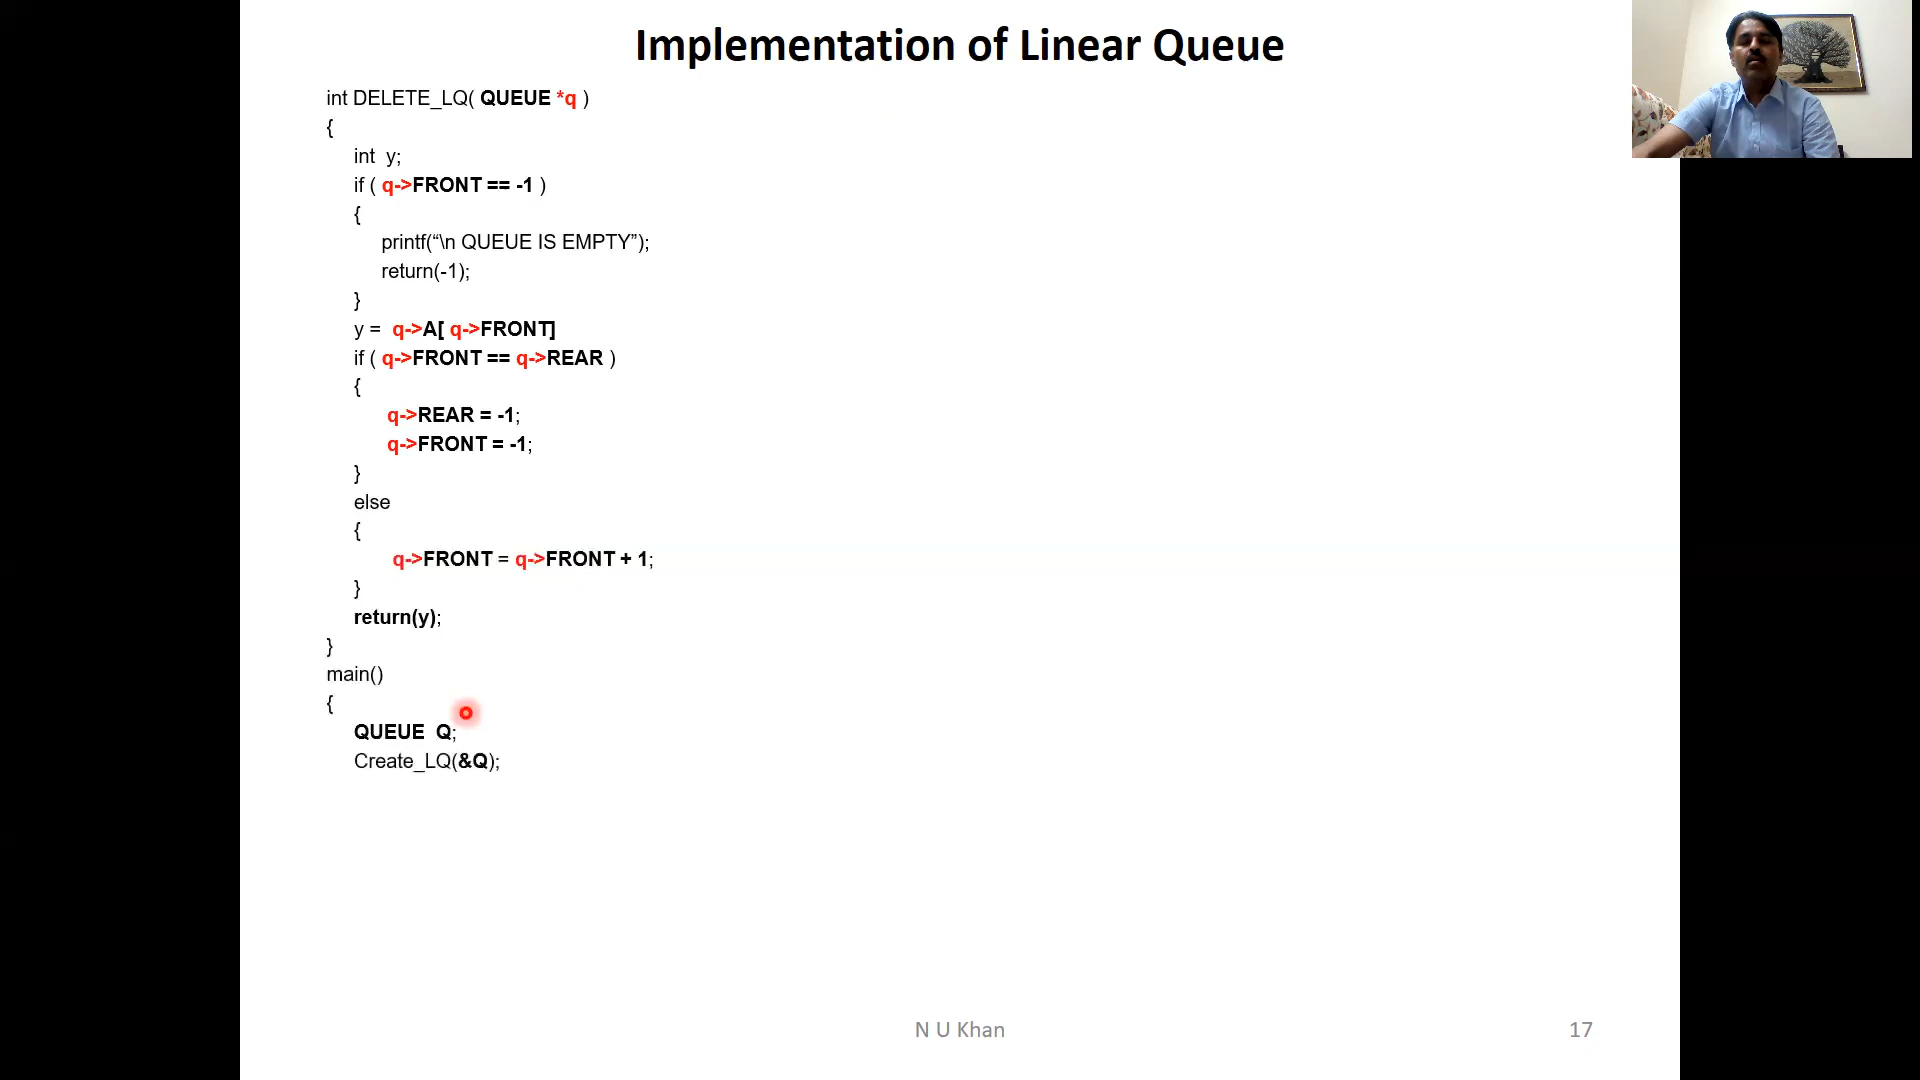 Implementation of Linear Queue
int DELETE_LQ( QUEUE *q )
{
int y;
if ( q->FRONT == -1 )
{
printf(“\n QUEUE IS EMPTY”);
return(-1);
}
y = q->A[ q->FRONT]
if ( q->FRONT == q->REAR )
{
q->REAR = -1;
q->FRONT = -1;
}
else
{
q->FRONT = q->FRONT + 1;
}
return(y);
}
main()
{
QUEUE Q;
Create_LQ(&Q);
N U Khan
17